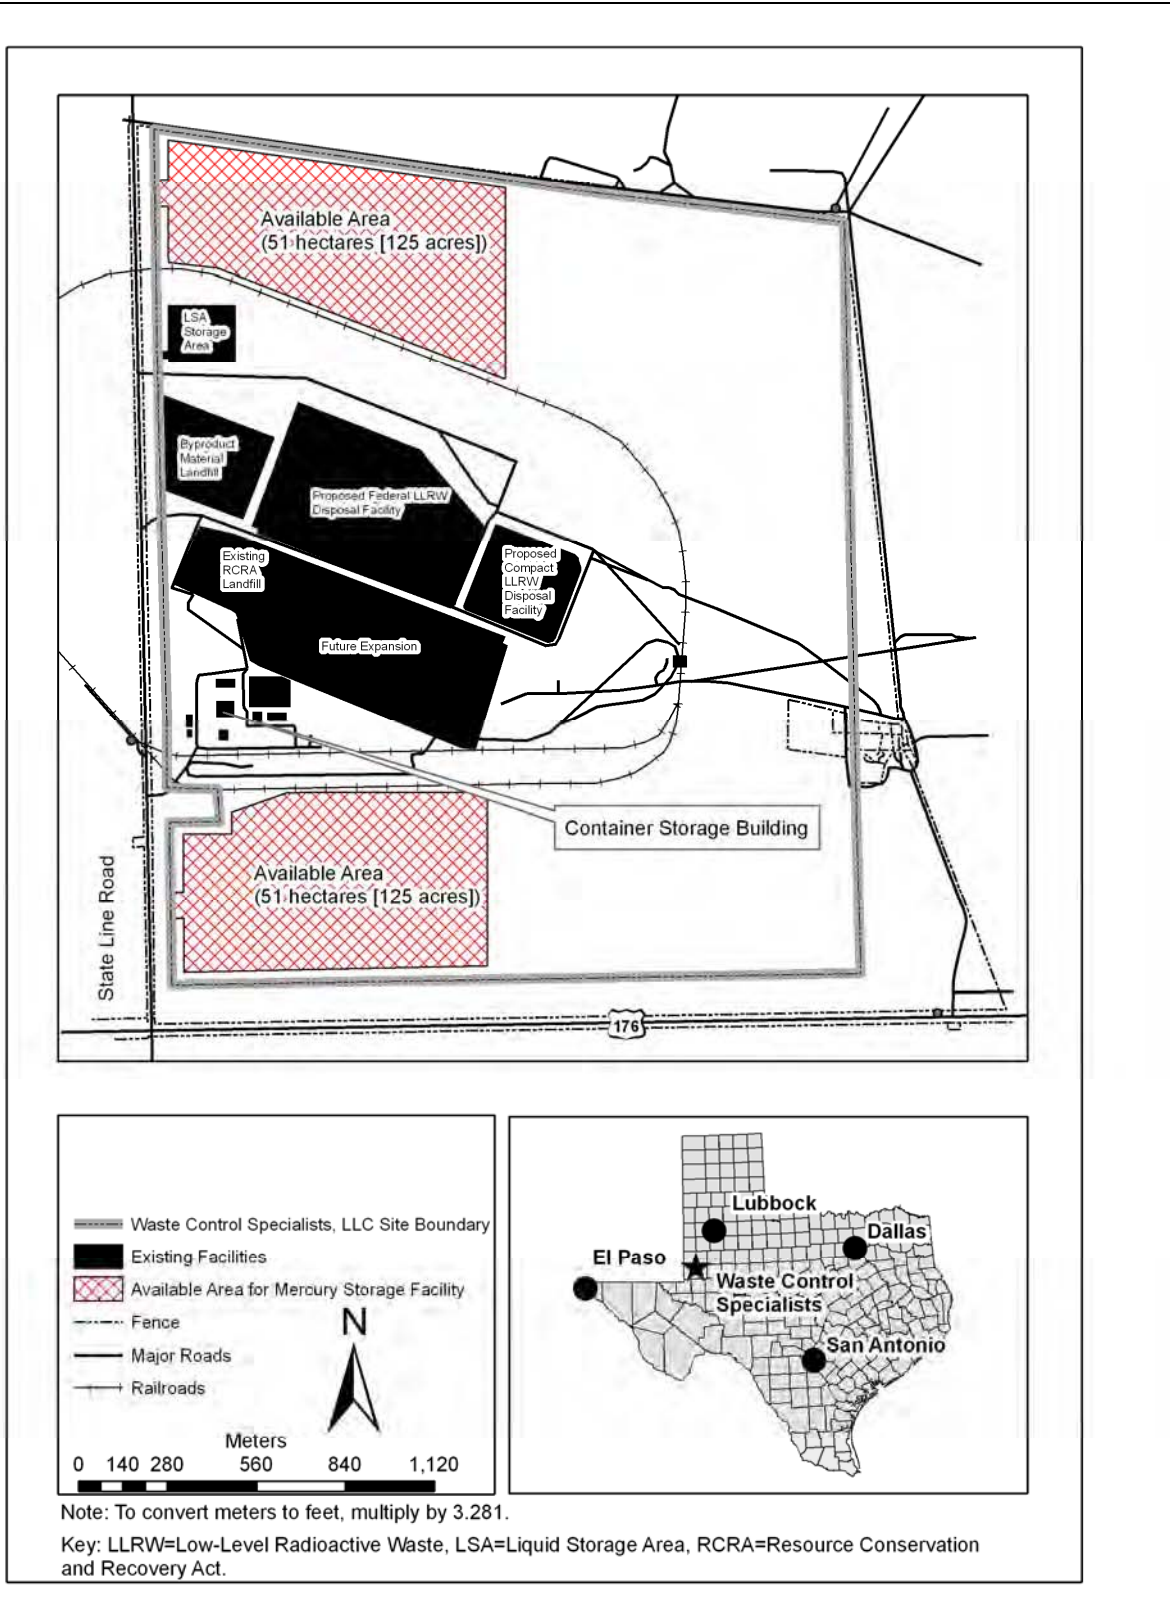 Available Area
(51 hectares [125 acres])
LSA
Storage
Area
Byproduct
Material
Landfill
Proposed Federal LLRW
Disposal Facility
Existing
RCRA
Landfill
Proposed
Compact
LLRW
Disposal
Facility
Future Expansion
Container Storage Building
Available Area
(51 hectares [125 acres])
State Line Road
176
Waste Control Specialists, LLC Site Boundary
Existing Facilities
Available Area for Mercury Storage Facility
Fence
Major Roads
Railroads
N
Meters
0 140 280 560 840 1,120
Lubbock
Dallas
El Paso
Waste Control
Specialists
San Antonio
Note: To convert meters to feet, multiply by 3.281.
Key: LLRW=Low-Level Radioactive Waste, LSA=Liquid Storage Area, RCRA=Resource Conservation
and Recovery Act.